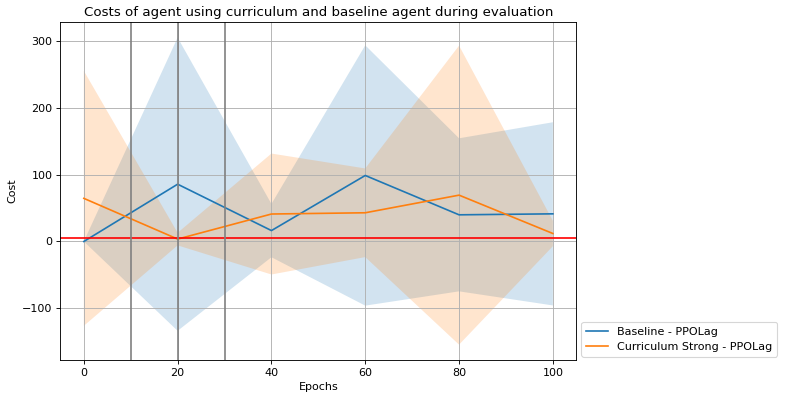 Costs of agent using curriculum and baseline agent during evaluation
300
200
100
0
−100
Cost
0 20 40 60 80 100
Epochs
Baseline - PPOLag
Curriculum Strong - PPOLag